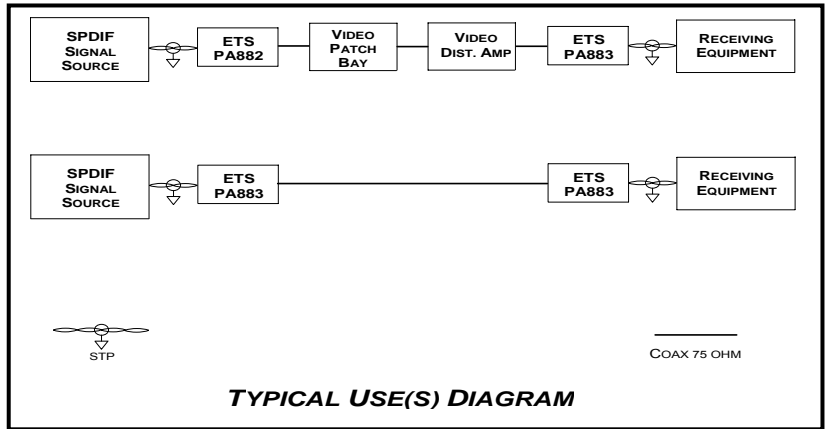 SPDIF SIGNAL SOURCE
ETS PA882
VIDEO PATCH BAY
VIDEO DIST. AMP
ETS PA883
RECEIVING EQUIPMENT
SPDIF SIGNAL SOURCE
ETS PA883
ETS PA883
RECEIVING EQUIPMENT
STP
COAX 75 OHM
TYPICAL USE(S) DIAGRAM